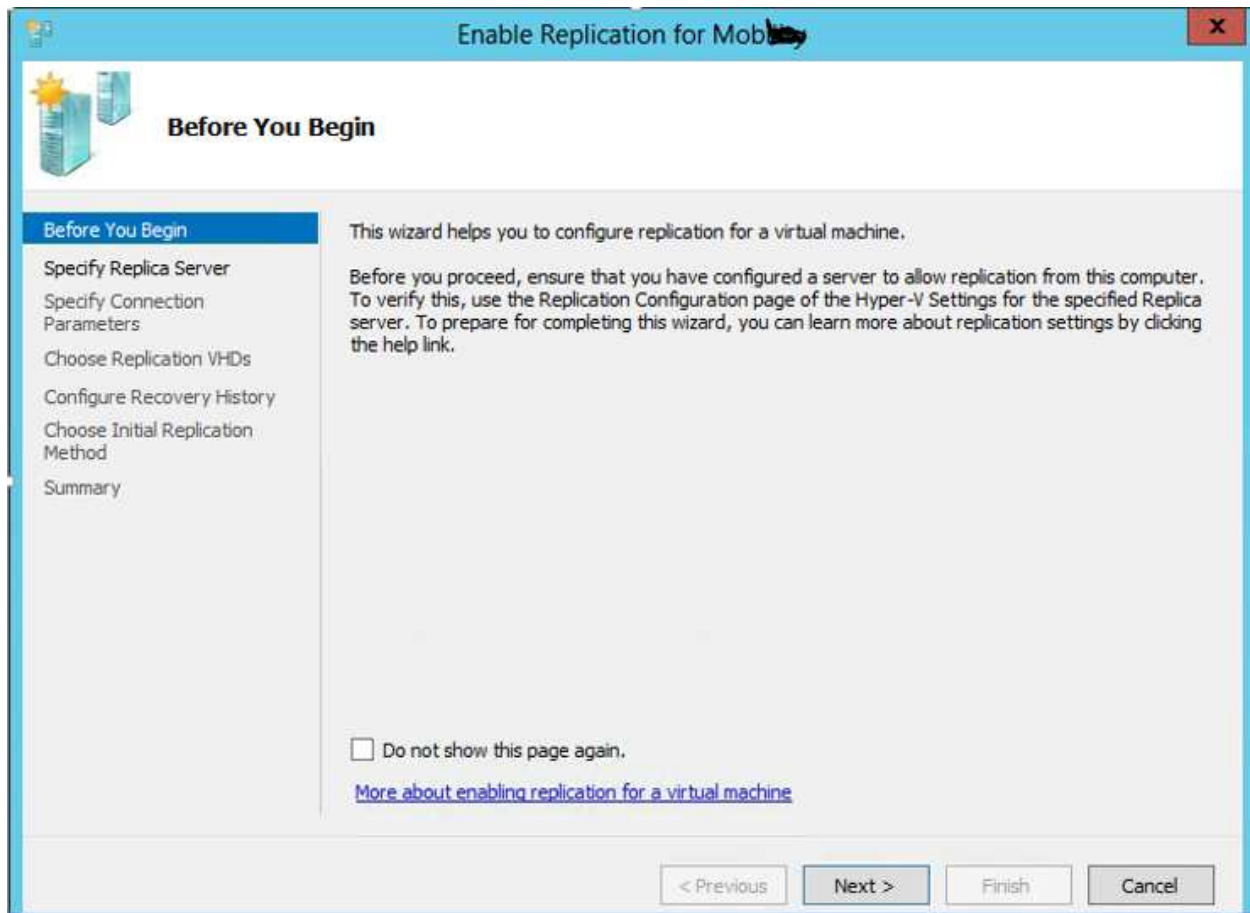 Enable Replication for
Before You Begin
Before You Begin
Specify Replica Server
Specify Connection
Parameters
Choose Replication VHDs
Configure Recovery History
Choose Initial Replication
Method
Summary
This wizard helps you to configure replication for a virtual machine.
Before you proceed, ensure that you have configured a server to allow replication from this computer.
To verify this, use the Replication Configuration page of the Hyper-V Settings for the specified Replica
server. To prepare for completing this wizard, you can learn more about replication settings by clicking
the help link.
Do not show this page again.
More about enabling replication for a virtual machine
< Previous
Next >
Finish
Cancel